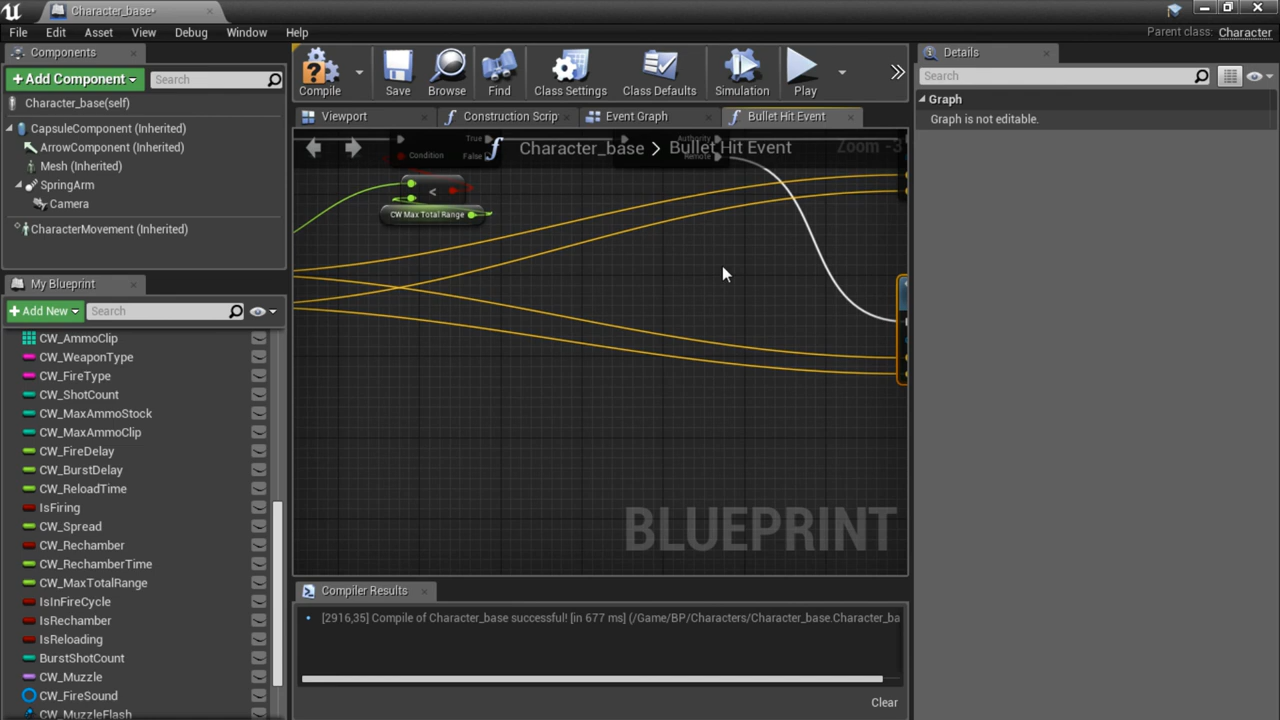 Character_base*
File Edit Asset View Debug Window Help
Parent class: Character
Components
+Add Component Search
Character_base(self)
CapsuleComponent (Inherited)
ArrowComponent (Inherited)
Mesh (Inherited)
SpringArm
Camera
CharacterMovement (Inherited)
My Blueprint
+Add New Search
CW_AmmoClip
CW_WeaponType
CW_FireType
CW_ShotCount
CW_MaxAmmoStock
CW_MaxAmmoClip
CW_FireDelay
CW_BurstDelay
CW_ReloadTime
IsFiring
CW_Spread
CW_Rechamber
CW_RechamberTime
CW_MaxTotalRange
IsInFireCycle
IsRechamber
IsReloading
BurstShotCount
CW_Muzzle
CW_FireSound
CW_MuzzleFlash
Compile Save Browse Find Class Settings Class Defaults Simulation Play
Viewport Construction Scrip Event Graph Bullet Hit Event
Character_base > Bullet Hit Event
Zoom -3
True
Condition False
Authority
Remote
<
CW Max Total Range
BLUEPRINT
Compiler Results
[2916,35] Compile of Character_base successful! [in 677 ms] (/Game/BP/Characters/Character_base.Character_ba
Clear
Details
Search
Graph
Graph is not editable.